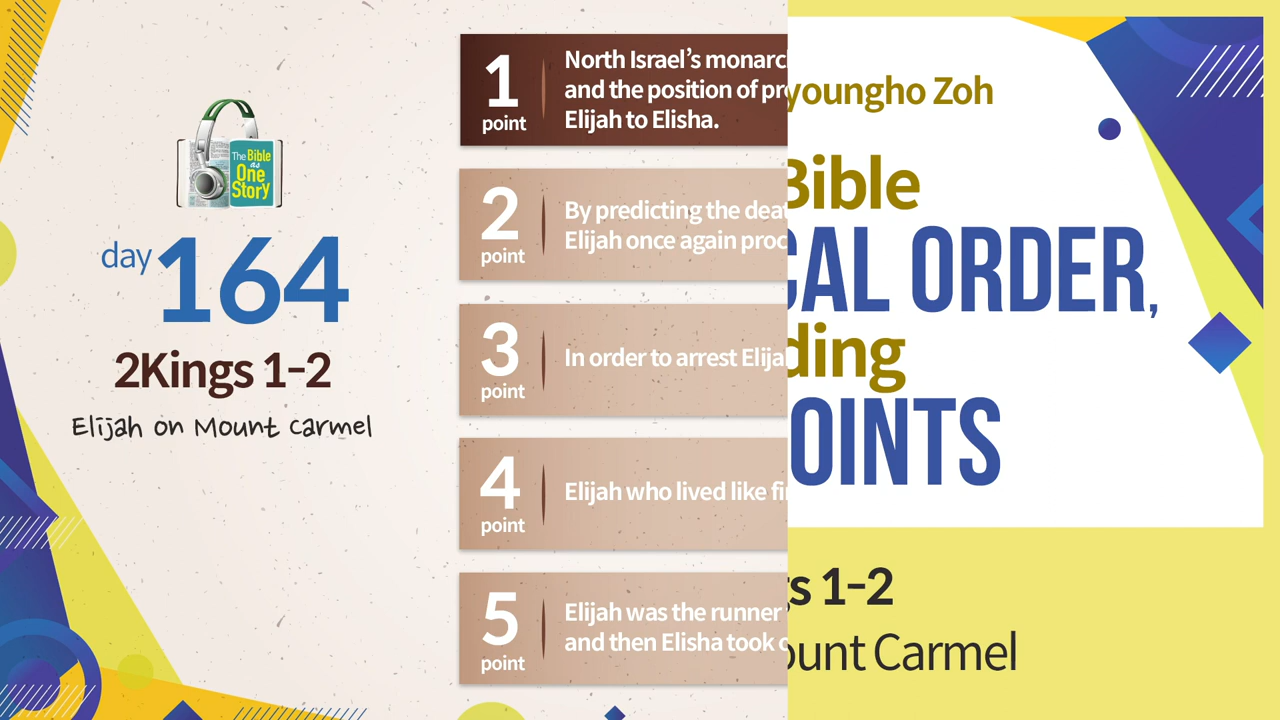 The Bible
as
One
Story
day 164
2Kings 1-2
Elijah on Mount Carmel
1
point
North Israel's monarc
and the position of pr
Elijah to Elisha.
2
point
By predicting the deat
Elijah once again proc
3
point
In order to arrest Elija
4
point
Elijah who lived like fi
5
point
Elijah was the runner
and then Elisha took o
youngho Zoh
Bible
CAL ORDER,
ding
OINTS
gs 1-2
ount Carmel